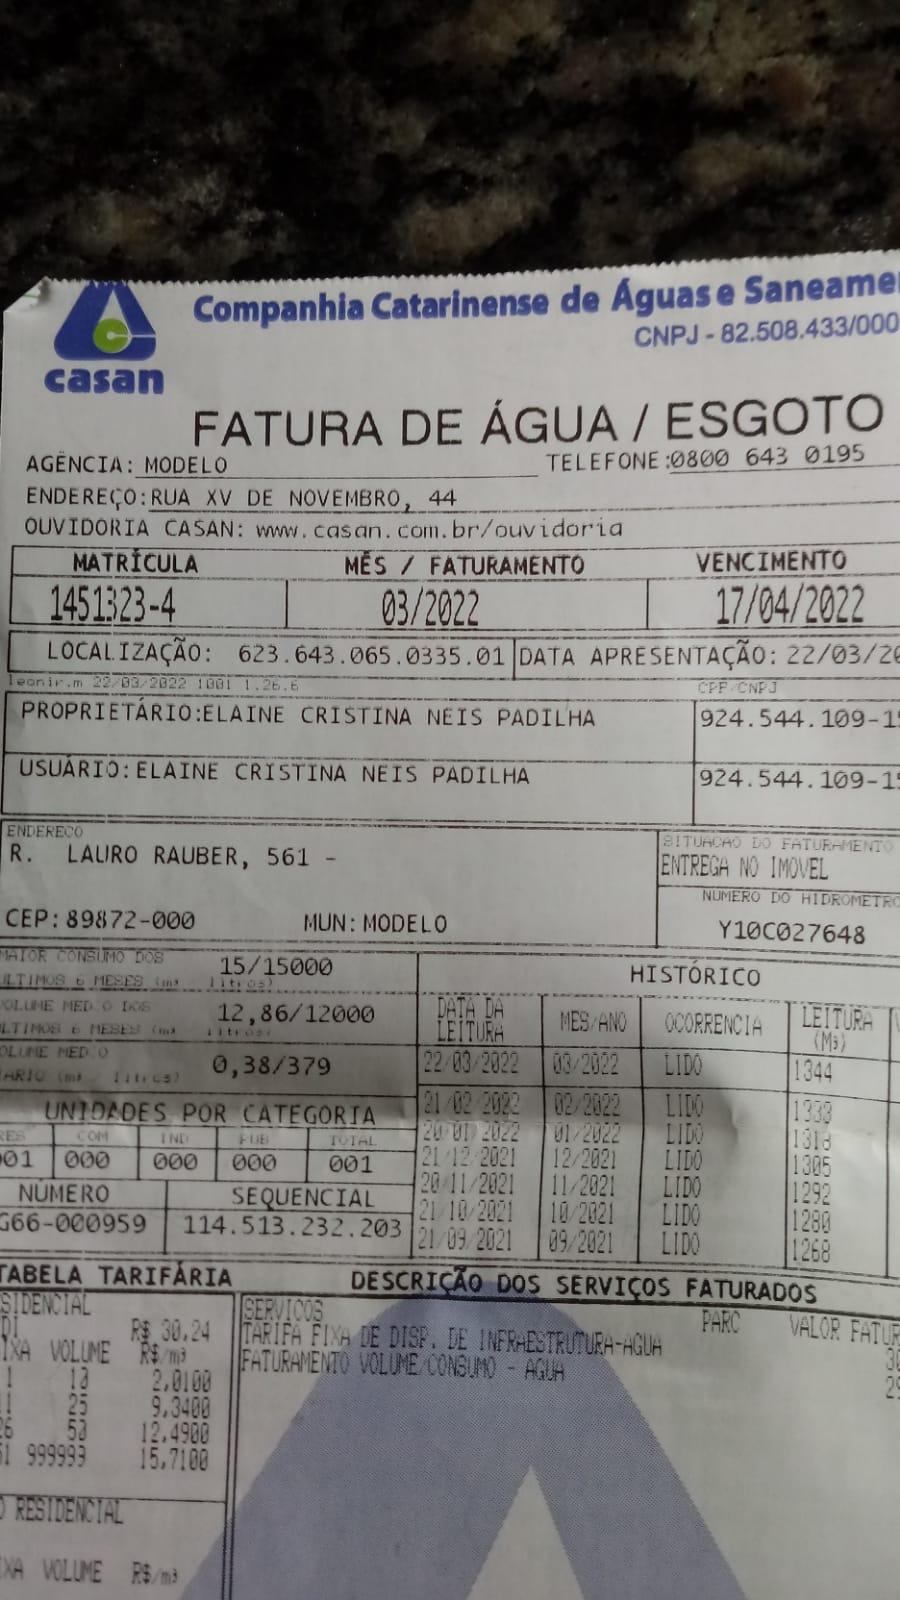 casan
Companhia Catarinense de Águas e Saneame
CNPJ - 82.508.433/000
FATURA DE ÁGUA / ESGOTO
AGÊNCIA: MODELO TELEFONE:0800 643 0195
ENDEREÇO:RUA XV DE NOVEMBRO, 44
OUVIDORIA CASAN: www.casan.com.br/ouvidoria
MATRÍCULA MÊS / FATURAMENTO VENCIMENTO
1451323-4 03/2022 17/04/2022
LOCALIZAÇÃO: 623.643.065.0335.01 DATA APRESENTAÇÃO: 22/03/20
leonir.m 22/03/2022 1001 1.26.6 CPF/CNPJ
PROPRIETÁRIO:ELAINE CRISTINA NEIS PADILHA 924.544.109-1
USUÁRIO:ELAINE CRISTINA NEIS PADILHA 924.544.109-1
ENDERECO SITUACAO DO FATURAMENTO
R. LAURO RAUBER, 561 - ENTREGA NO IMOVEL
NUMERO DO HIDROMETRO
CEP:89872-000 MUN:MODELO Y10C027648
MAIOR CONSUMO DOS 15/15000 HISTÓRICO
ULTIMOS 6 MESES (m³ litros)
VOLUME MEDIO DOS 12,86/12000 DATA DA LEITURA MES/ANO OCORRENCIA LEITURA (M³)
ULTIMOS 6 MESES (m³ litros)
VOLUME MEDIO 0,38/379 22/03/2022 03/2022 LIDO 1344
ARIO (m³ litros)
UNIDADES POR CATEGORIA 21/02/2022 02/2022 LIDO 1333
RES COM IND PUB TOTAL 20/01/2022 01/2022 LIDO 1318
001 000 000 000 001 21/12/2021 12/2021 LIDO 1305
20/11/2021 11/2021 LIDO 1292
NÚMERO SEQUENCIAL 21/10/2021 10/2021 LIDO 1280
G66-000959 114.513.232.203 21/09/2021 09/2021 LIDO 1268
TABELA TARIFÁRIA DESCRIÇÃO DOS SERVIÇOS FATURADOS
SIDENCIAL SERVICOS PARC VALOR FATUR
DI R$ 30,24 TARIFA FIXA DE DISP. DE INFRAESTRUTURA-AGUA 30
IXA VOLUME R$/m³ FATURAMENTO VOLUME/CONSUMO - AGUA 29
1 10 2,0100
11 25 9,3400
26 50 12,4900
51 999999 15,7100
O RESIDENCIAL
IXA VOLUME R$/m³